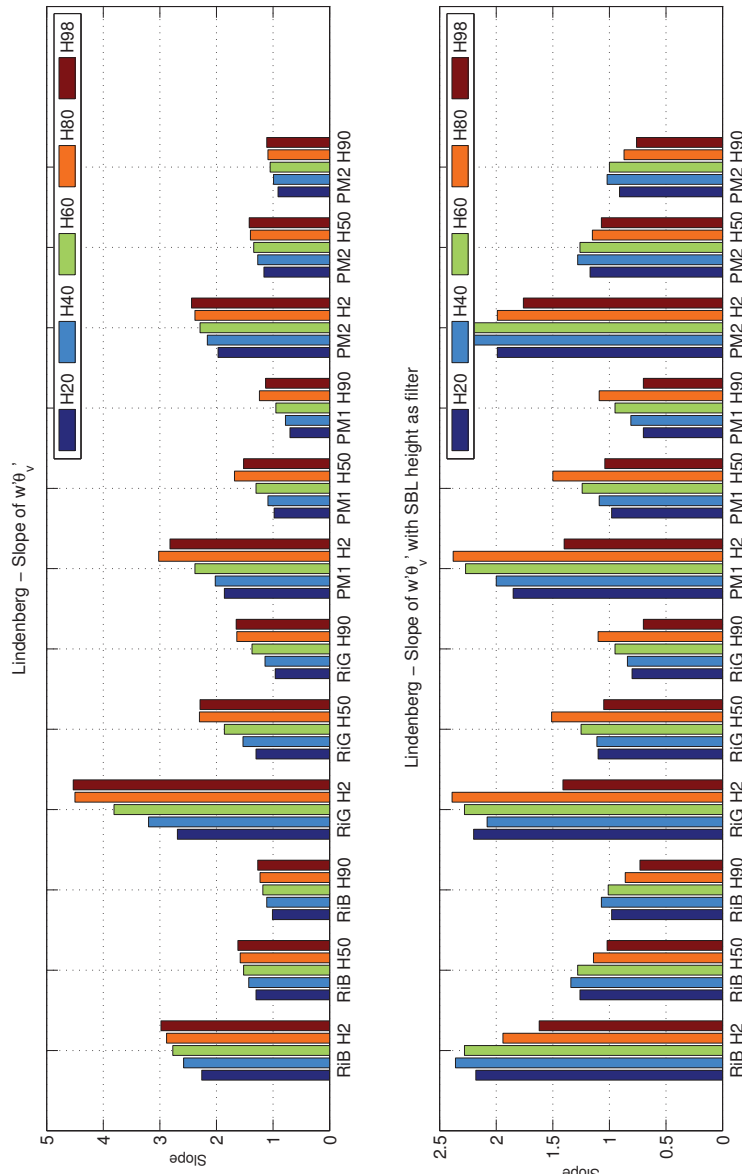 Lindenberg – Slope of w'θv'
Slope
5
4
3
2
1
0
H20 H40 H60 H80 H98
RiB H2 RiB H50 RiB H90 RiG H2 RiG H50 RiG H90 PM1 H2 PM1 H50 PM1 H90 PM2 H2 PM2 H50 PM2 H90
Lindenberg – Slope of w'θv' with SBL height as filter
Slope
2.5
2
1.5
1
0.5
0
H20 H40 H60 H80 H98
RiB H2 RiB H50 RiB H90 RiG H2 RiG H50 RiG H90 PM1 H2 PM1 H50 PM1 H90 PM2 H2 PM2 H50 PM2 H90